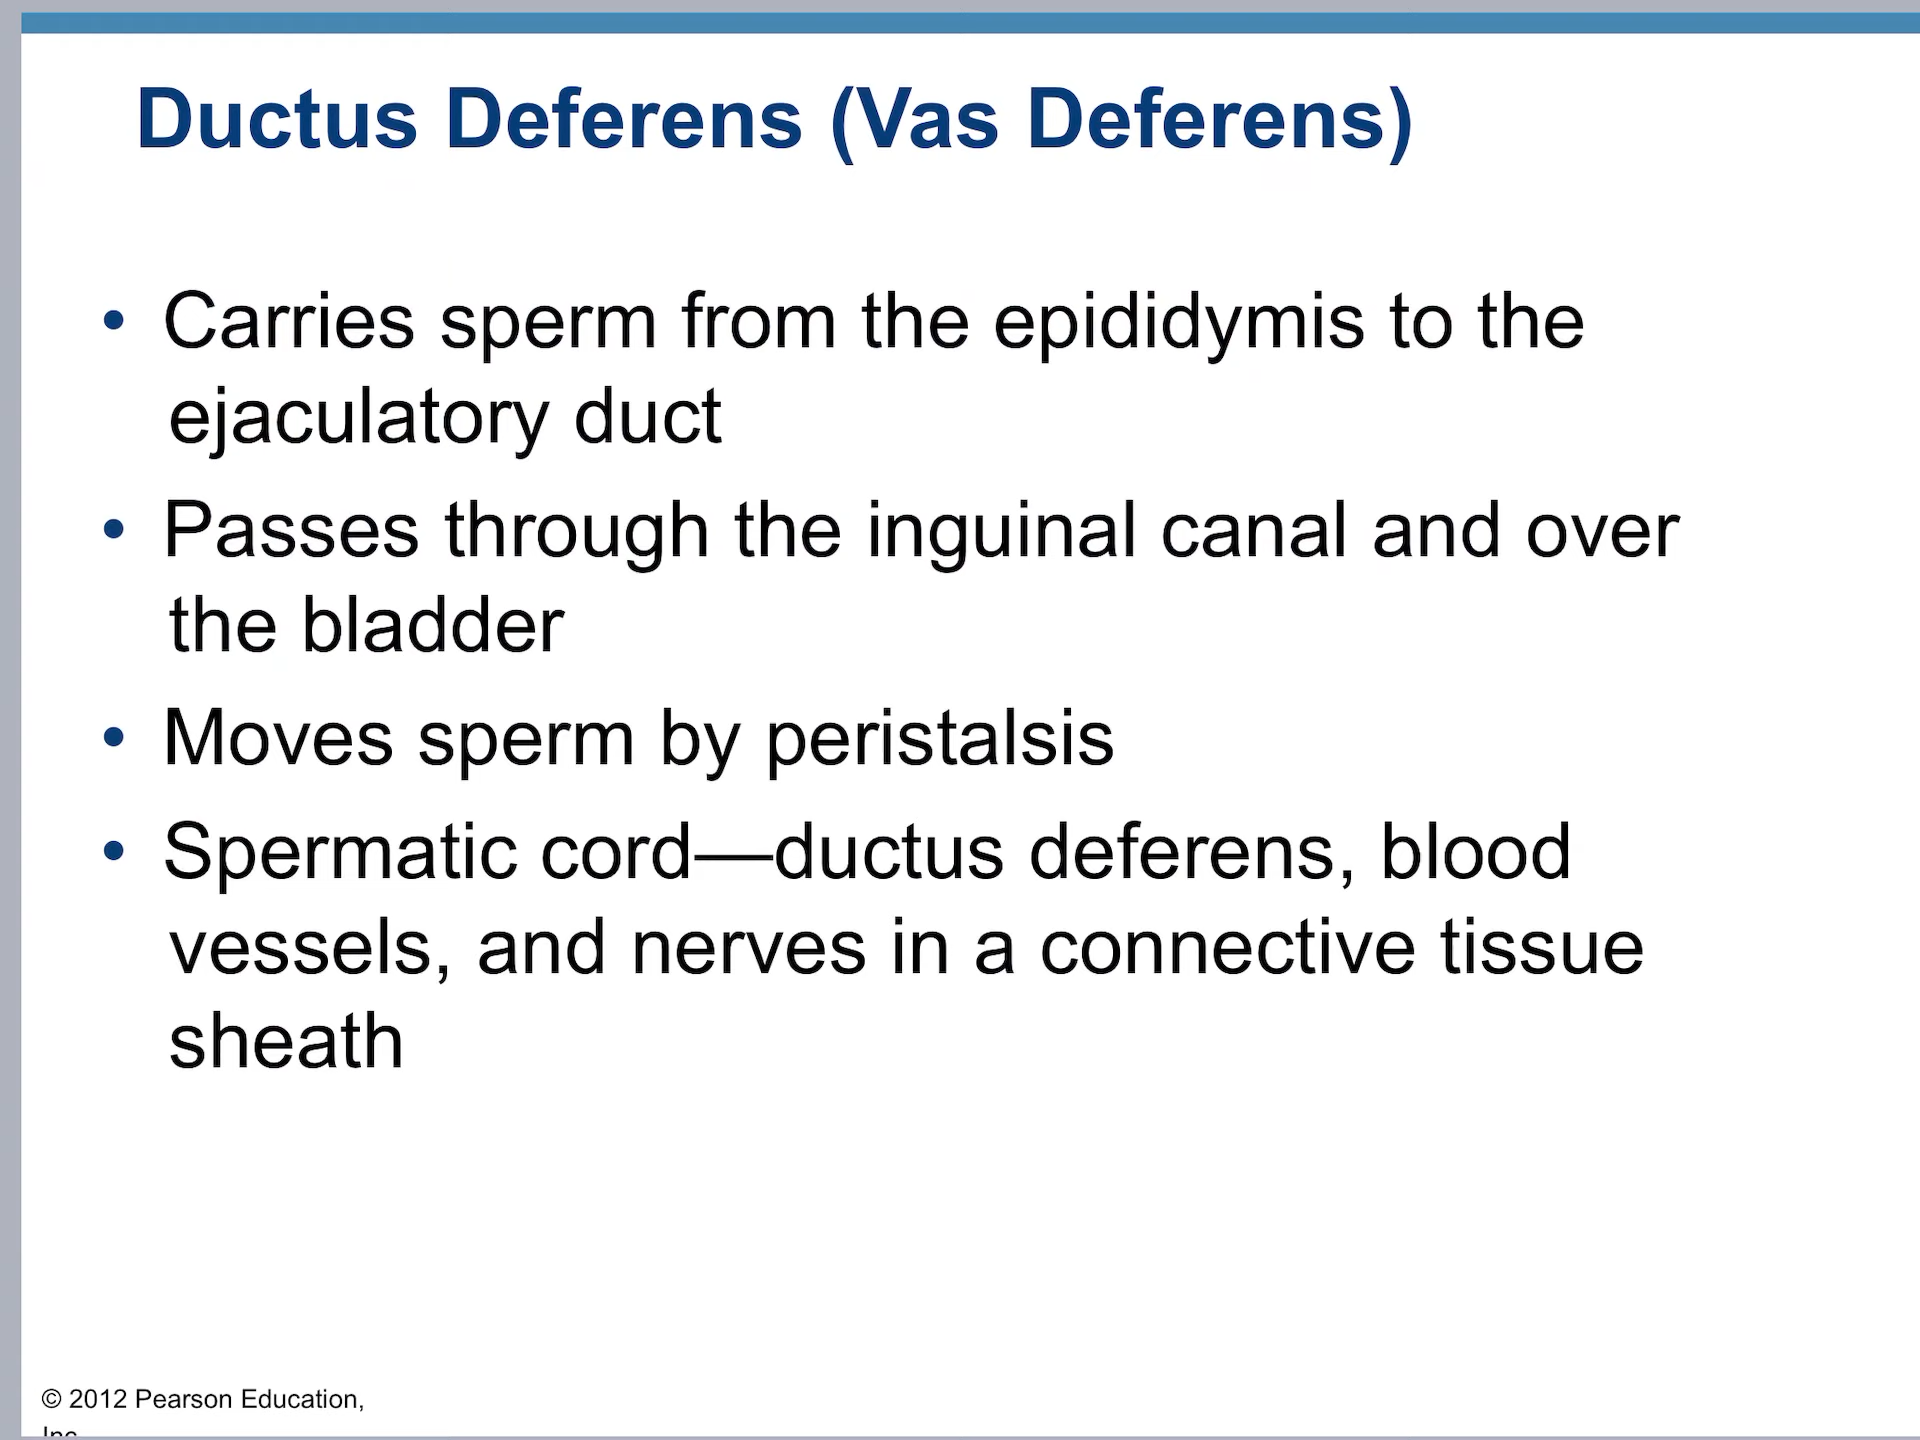 Ductus Deferens (Vas Deferens)
• Carries sperm from the epididymis to the
ejaculatory duct
• Passes through the inguinal canal and over
the bladder
• Moves sperm by peristalsis
• Spermatic cord—ductus deferens, blood
vessels, and nerves in a connective tissue
sheath
© 2012 Pearson Education,
Inc